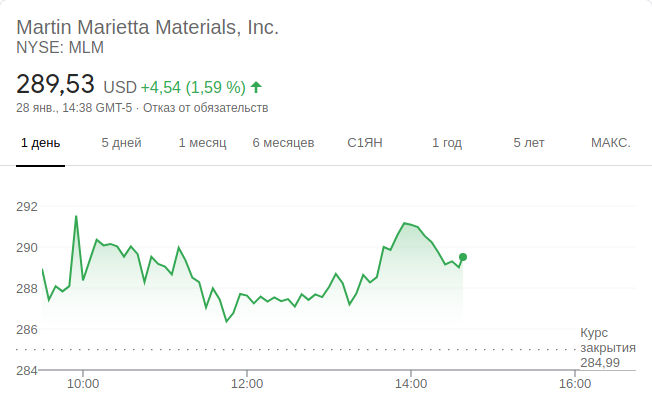 Martin Marietta Materials, Inc.
NYSE: MLM
289,53 USD +4,54 (1,59 %)
28 янв., 14:38 GMT-5 · Отказ от обязательств
1 день 5 дней 1 месяц 6 месяцев С1ЯН 1 год 5 лет МАКС.
292
290
288
286
Курс
закрытия
284,99
284
10:00 12:00 14:00 16:00